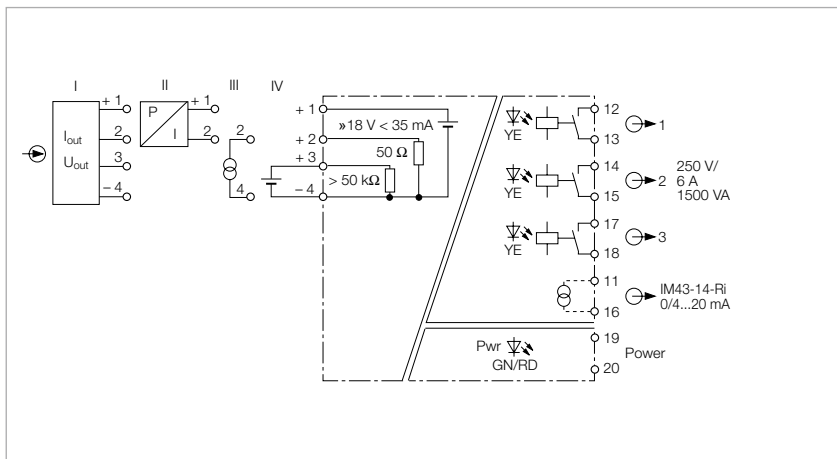 I
II
III
IV
I out
U out
+ 1
2
3
– 4
P
I
+ 1
2
2
4
+ 1
+ 2
+ 3
– 4
»18 V < 35 mA
50 Ω
> 50 kΩ
YE
12
13
1
YE
14
15
2
250 V/
6 A
1500 VA
YE
17
18
3
11
16
IM43-14-Ri
0/4...20 mA
Pwr
GN/RD
19
20
Power